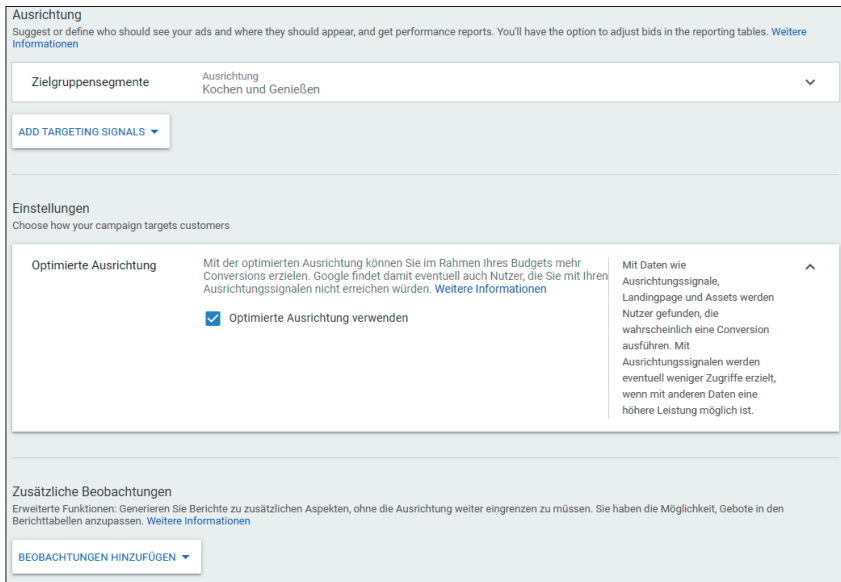 Ausrichtung
Suggest or define who should see your ads and where they should appear, and get performance reports. You'll have the option to adjust bids in the reporting tables. Weitere
Informationen
Zielgruppensegmente
Ausrichtung
Kochen und Genießen
ADD TARGETING SIGNALS
Einstellungen
Choose how your campaign targets customers
Optimierte Ausrichtung
Mit der optimierten Ausrichtung können Sie im Rahmen Ihres Budgets mehr
Conversions erzielen. Google findet damit eventuell auch Nutzer, die Sie mit Ihren
Ausrichtungssignalen nicht erreichen würden. Weitere Informationen
Optimierte Ausrichtung verwenden
Mit Daten wie
Ausrichtungssignale,
Landingpage und Assets werden
Nutzer gefunden, die
wahrscheinlich eine Conversion
ausführen. Mit
Ausrichtungssignalen werden
eventuell weniger Zugriffe erzielt,
wenn mit anderen Daten eine
höhere Leistung möglich ist.
Zusätzliche Beobachtungen
Erweiterte Funktionen: Generieren Sie Berichte zu zusätzlichen Aspekten, ohne die Ausrichtung weiter eingrenzen zu müssen. Sie haben die Möglichkeit, Gebote in den
Berichttabellen anzupassen. Weitere Informationen
BEOBACHTUNGEN HINZUFÜGEN